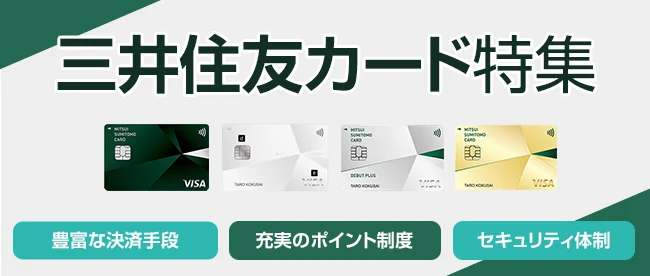 三井住友カード特集
MITSUI
SUMITOMO
CARD
VISA
TARO KOKUSAI
VISA
MITSUI
SUMITOMO
CARD
DEBUT PLUS
TARO KOKUSAI
VISA
MITSUI
SUMITOMO
CARD
TARO KOKUSAI
VISA
豊富な決済手段
充実のポイント制度
セキュリティ体制